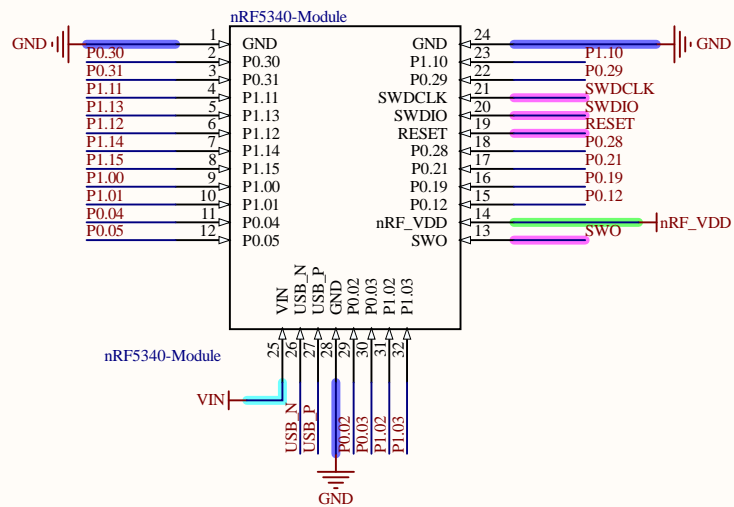 nRF5340-Module
GND 1 GND GND 24 GND
P0.30 2 P0.30 P1.10 23 P1.10
P0.31 3 P0.31 P0.29 22 P0.29
P1.11 4 P1.11 SWDCLK 21 SWDCLK
P1.13 5 P1.13 SWDIO 20 SWDIO
P1.12 6 P1.12 RESET 19 RESET
P1.14 7 P1.14 P0.28 18 P0.28
P1.15 8 P1.15 P0.21 17 P0.21
P1.00 9 P1.00 P0.19 16 P0.19
P1.01 10 P1.01 P0.12 15 P0.12
P0.04 11 P0.04 nRF_VDD 14 nRF_VDD
P0.05 12 P0.05 SWO 13 SWO
VIN USB_N USB_P GND P0.02 P0.03 P1.02 P1.03
25 26 27 28 29 30 31 32
nRF5340-Module
VIN USB_N USB_P P0.02 P0.03 P1.02 P1.03
GND